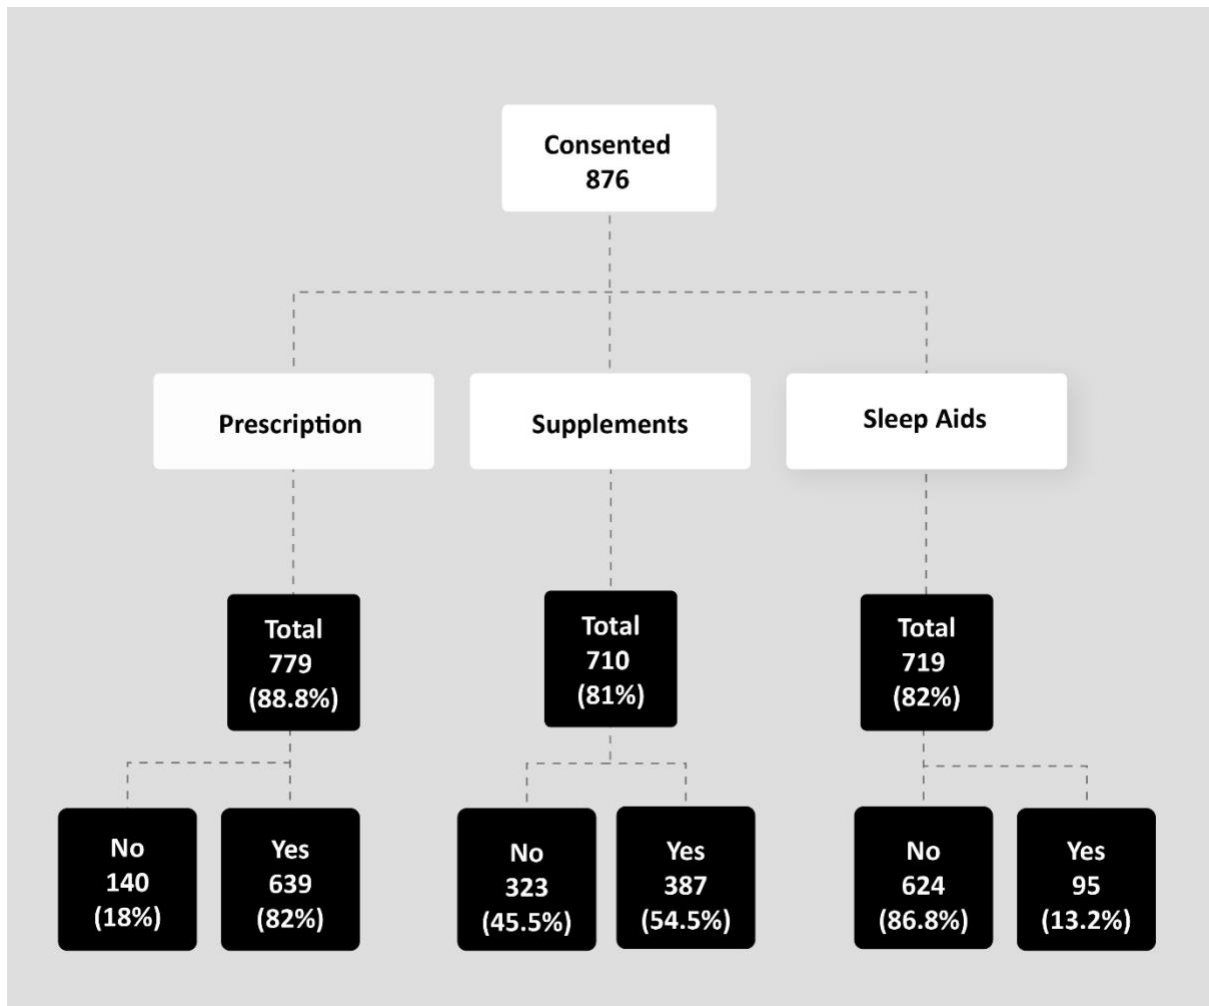 Consented
876
Prescription
Supplements
Sleep Aids
Total
779
(88.8%)
Total
710
(81%)
Total
719
(82%)
No
140
(18%)
Yes
639
(82%)
No
323
(45.5%)
Yes
387
(54.5%)
No
624
(86.8%)
Yes
95
(13.2%)